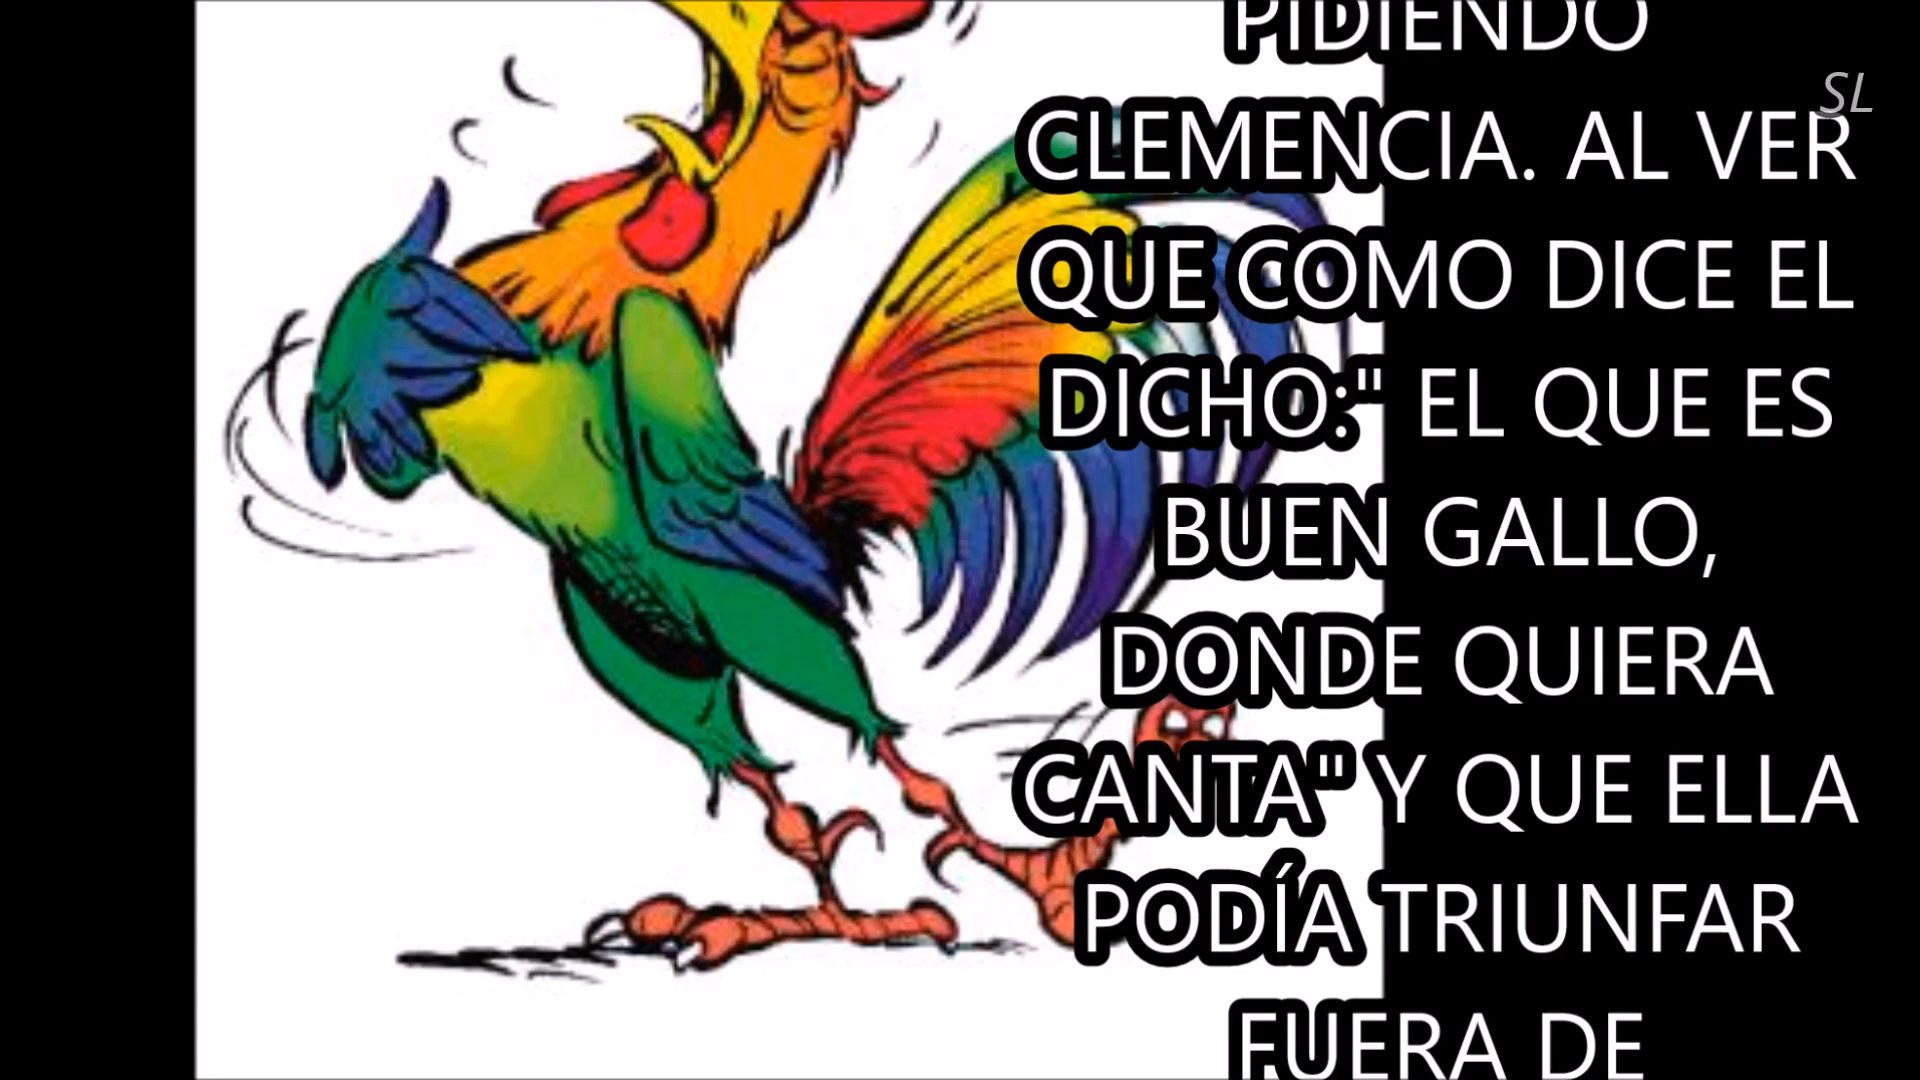 PIDIENDO
SL
CLEMENCIA. AL VER
QUE COMO DICE EL
DICHO:" EL QUE ES
BUEN GALLO,
DONDE QUIERA
CANTA" Y QUE ELLA
PODÍA TRIUNFAR
FUERA DE